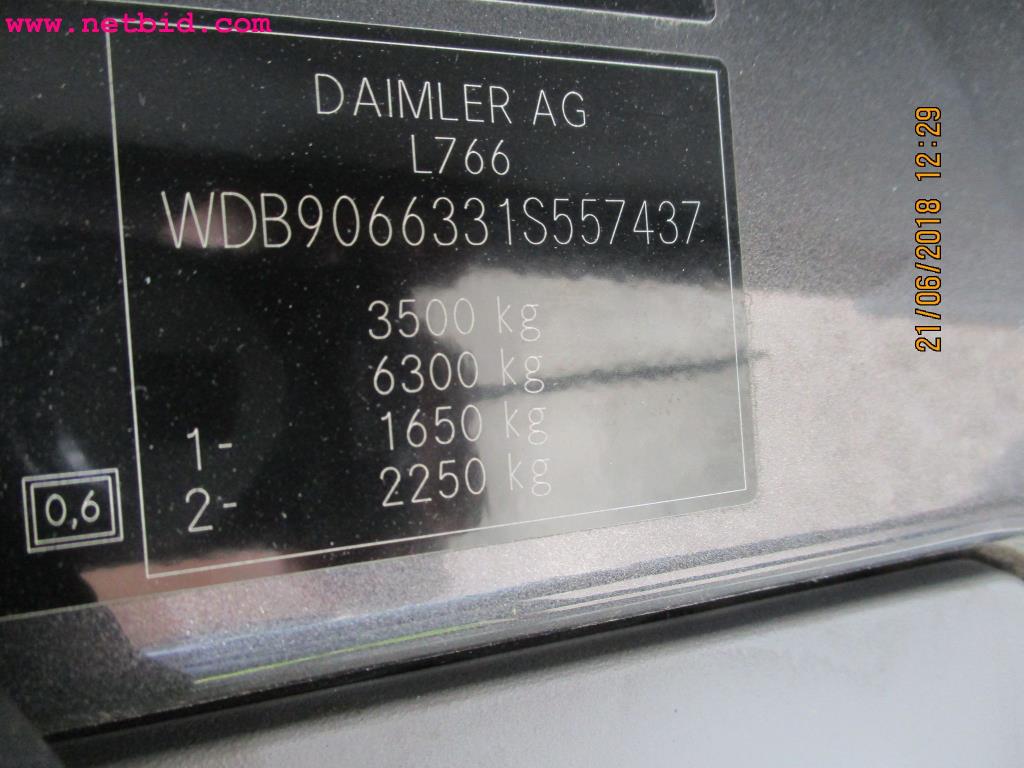 www.netbid.com
DAIMLER AG
L766
WDB9066331S557437
3500 kg
6300 kg
1- 1650 kg
2- 2250 kg
0,6
21/06/2018 12:29